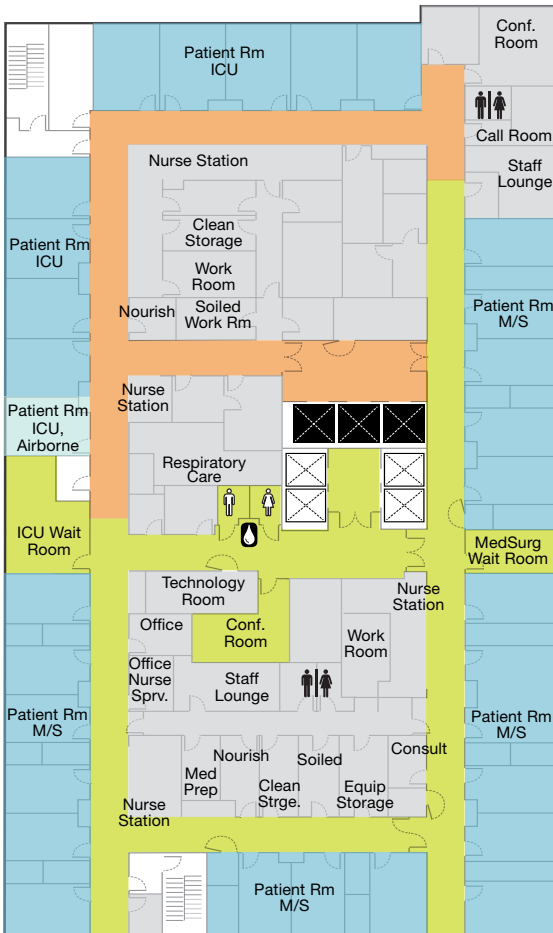 Patient Rm
ICU
Conf.
Room
Call Room
Staff
Lounge
Nurse Station
Clean
Storage
Work
Room
Nourish
Soiled
Work Rm
Patient Rm
ICU
Patient Rm
M/S
Nurse
Station
Patient Rm
ICU,
Airborne
Respiratory
Care
ICU Wait
Room
MedSurg
Wait Room
Technology
Room
Nurse
Station
Office
Conf.
Room
Work
Room
Office
Nurse
Sprv.
Staff
Lounge
Patient Rm
M/S
Patient Rm
M/S
Nourish
Soiled
Consult
Med
Prep
Clean
Strge.
Equip
Storage
Nurse
Station
Patient Rm
M/S